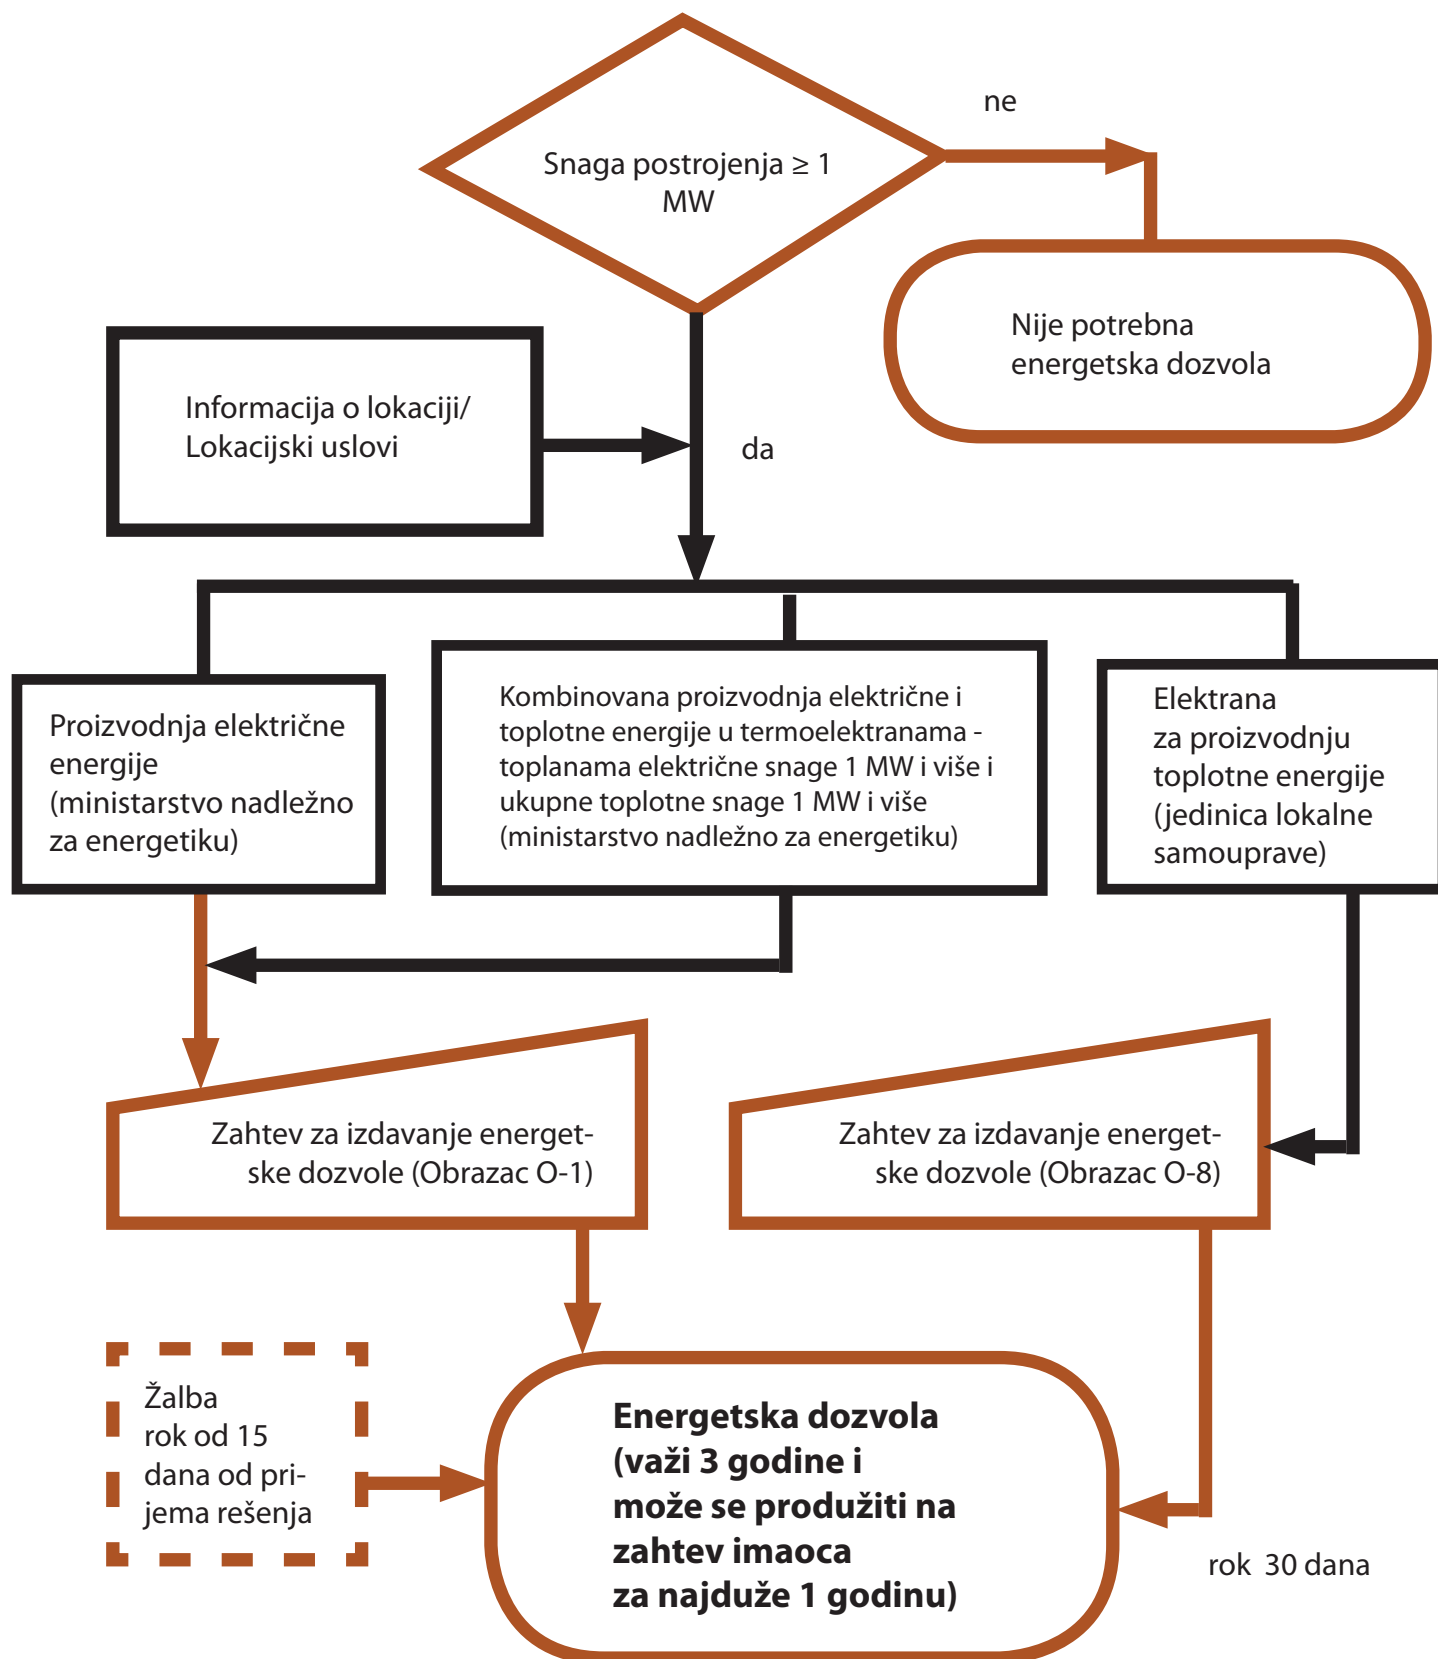 ne
Snaga postrojenja ≥ 1
MW
Nije potrebna
energetska dozvola
Informacija o lokaciji/
Lokacijski uslovi
da
Proizvodnja električne
energije
(ministarstvo nadležno
za energetiku)
Kombinovana proizvodnja električne i
toplotne energije u termoelektranama -
toplanama električne snage 1 MW i više i
ukupne toplotne snage 1 MW i više
(ministarstvo nadležno za energetiku)
Elektrana
za proizvodnju
toplotne energije
(jedinica lokalne
samouprave)
Zahtev za izdavanje energet-
ske dozvole (Obrazac O-1)
Zahtev za izdavanje energet-
ske dozvole (Obrazac O-8)
Žalba
rok od 15
dana od pri-
jema rešenja
Energetska dozvola
(važi 3 godine i
može se produžiti na
zahtev imaoca
za najduže 1 godinu)
rok  30 dana